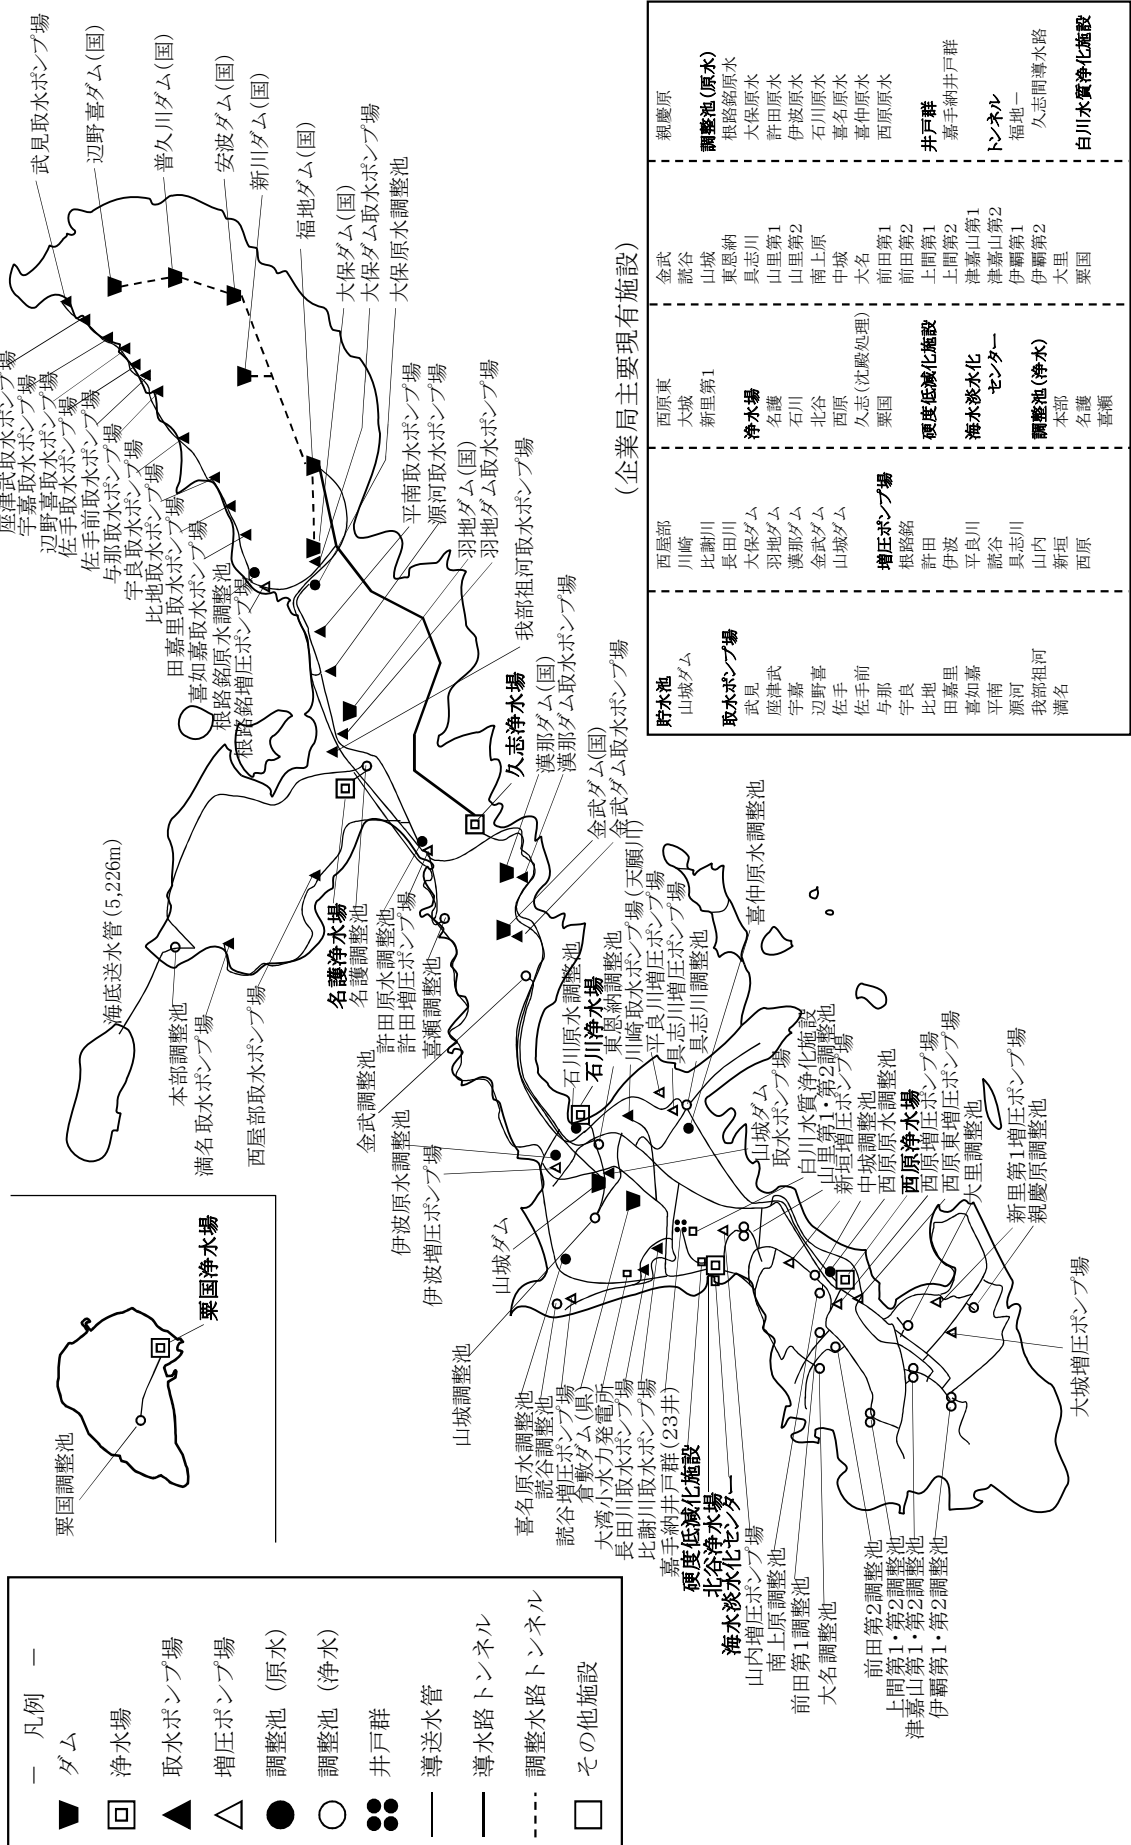 武見取水ポンプ場
辺野喜ダム(国)
普久川ダム(国)
安波ダム(国)
新川ダム(国)
福地ダム(国)
大保ダム(国)
大保ダム取水ポンプ場
大保原水調整池
座津武取水ポンプ場
宇嘉取水ポンプ場
辺野喜取水ポンプ場
佐手取水ポンプ場
佐手前取水ポンプ場
与那取水ポンプ場
宇良取水ポンプ場
比地取水ポンプ場
田嘉里取水ポンプ場
喜如嘉取水ポンプ場
根路銘原水調整池
根路銘増圧ポンプ場
平南取水ポンプ場
源河取水ポンプ場
羽地ダム(国)
羽地ダム取水ポンプ場
我部祖河取水ポンプ場
久志浄水場
漢那ダム(国)
漢那ダム取水ポンプ場
金武ダム(国)
金武ダム取水ポンプ場
海底送水管(5,226m)
本部調整池
満名取水ポンプ場
西屋部取水ポンプ場
名護浄水場
名護調整池
許田原水調整池
許田増圧ポンプ場
喜瀬調整池
金武調整池
伊波原水調整池
伊波増圧ポンプ場
石川原水調整池
石川浄水場
東恩納調整池
川崎取水ポンプ場(天願川)
平良川増圧ポンプ場
具志川増圧ポンプ場
具志川調整池
喜仲原水調整池
山城ダム
山城調整池
山城ダム
取水ポンプ場
白川水質浄化施設
山里第1・第2調整池
新垣増圧ポンプ場
中城調整池
西原原水調整池
西原浄水場
西原増圧ポンプ場
西原東増圧ポンプ場
大里調整池
新里第1増圧ポンプ場
親慶原調整池
大城増圧ポンプ場
喜名原水調整池
読谷調整池
読谷増圧ポンプ場
倉敷ダム(県)
大湾小水力発電所
長田川取水ポンプ場
比謝川取水ポンプ場
嘉手納井戸群(23井)
硬度低減化施設
北谷浄水場
海水淡水化センター
山内増圧ポンプ場
南上原調整池
前田第1調整池
大名調整池
前田第2調整池
上間第1・第2調整池
津嘉山第1・第2調整池
伊覇第1・第2調整池
粟国浄水場
粟国調整池
－ 凡例 －
ダム
浄水場
取水ポンプ場
増圧ポンプ場
調整池 (原水)
調整池 (浄水)
井戸群
導送水管
導水路トンネル
調整水路トンネル
その他施設
(企業局主要現有施設)
貯水池
山城ダム
取水ポンプ場
武見
座津武
宇嘉
辺野喜
佐手
佐手前
与那
宇良
比地
田嘉里
喜如嘉
平南
源河
我部祖河
満名
西屋部
川崎
比謝川
長田川
大保ダム
羽地ダム
漢那ダム
金武ダム
山城ダム
増圧ポンプ場
根路銘
許田
伊波
平良川
読谷
具志川
山内
新垣
西原
西原東
大城
新里第1
浄水場
名護
石川
北谷
西原
久志(沈殿処理)
粟国
硬度低減化施設
海水淡水化
センター
調整池(浄水)
本部
名護
喜瀬
金武
読谷
山城
東恩納
具志川
山里第1
山里第2
南上原
中城
大名
前田第1
前田第2
上間第1
上間第2
津嘉山第1
津嘉山第2
伊覇第1
伊覇第2
大里
粟国
親慶原
調整池(原水)
根路銘原水
大保原水
許田原水
伊波原水
石川原水
喜名原水
喜仲原水
西原原水
井戸群
嘉手納井戸群
トンネル
福地－
久志間導水路
白川水質浄化施設